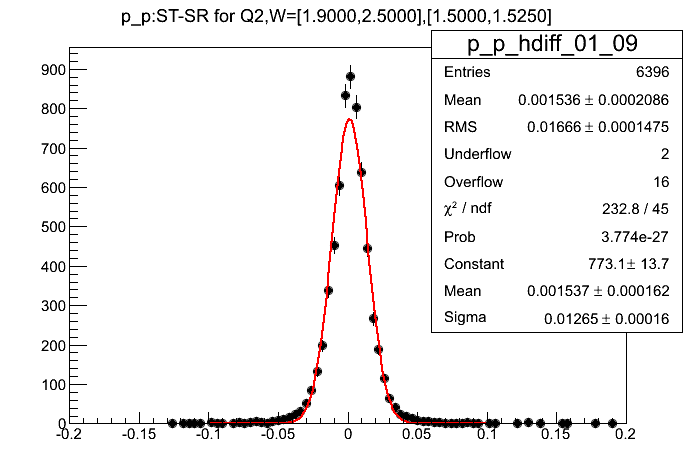 p_p:ST-SR for Q2,W=[1.9000,2.5000],[1.5000,1.5250]
p_p_hdiff_01_09
Entries 6396
Mean 0.001536 ± 0.0002086
RMS 0.01666 ± 0.0001475
Underflow 2
Overflow 16
χ² / ndf 232.8 / 45
Prob 3.774e-27
Constant 773.1± 13.7
Mean 0.001537 ± 0.000162
Sigma 0.01265 ± 0.00016
900
800
700
600
500
400
300
200
100
0
-0.2 -0.15 -0.1 -0.05 0 0.05 0.1 0.15 0.2